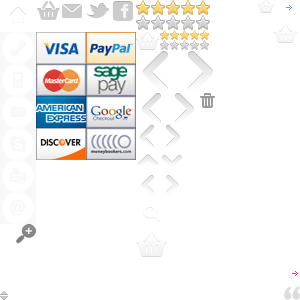 VISA PayPal
MasterCard sage pay
AMERICAN EXPRESS Google Checkout
DISCOVER moneybookers.com